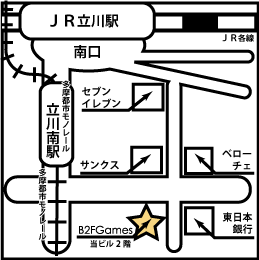 ＪＲ立川駅
ＪＲ各線
南口
多摩都市モノレール
立川南駅
セブン
イレブン
サンクス
ベロー
チェ
多摩都市モノレール
B2FGames
当ビル２階
東日本
銀行